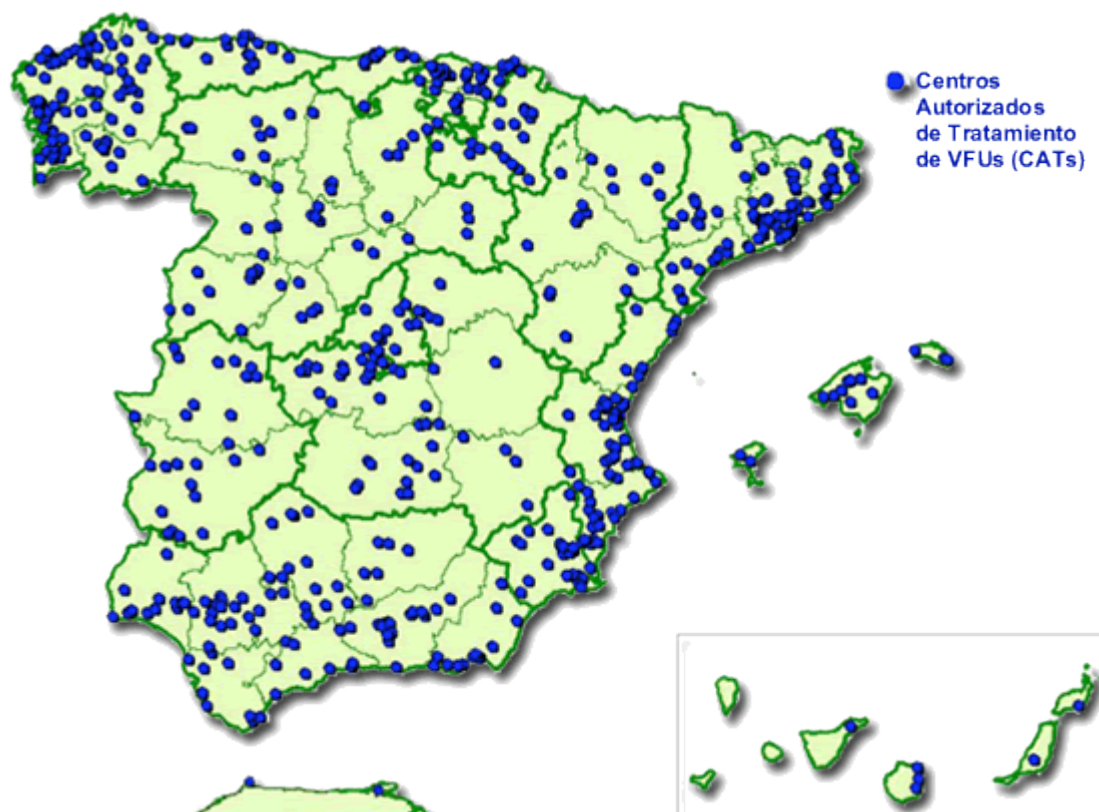 Centros
Autorizados
de Tratamiento
de VFUs (CATs)